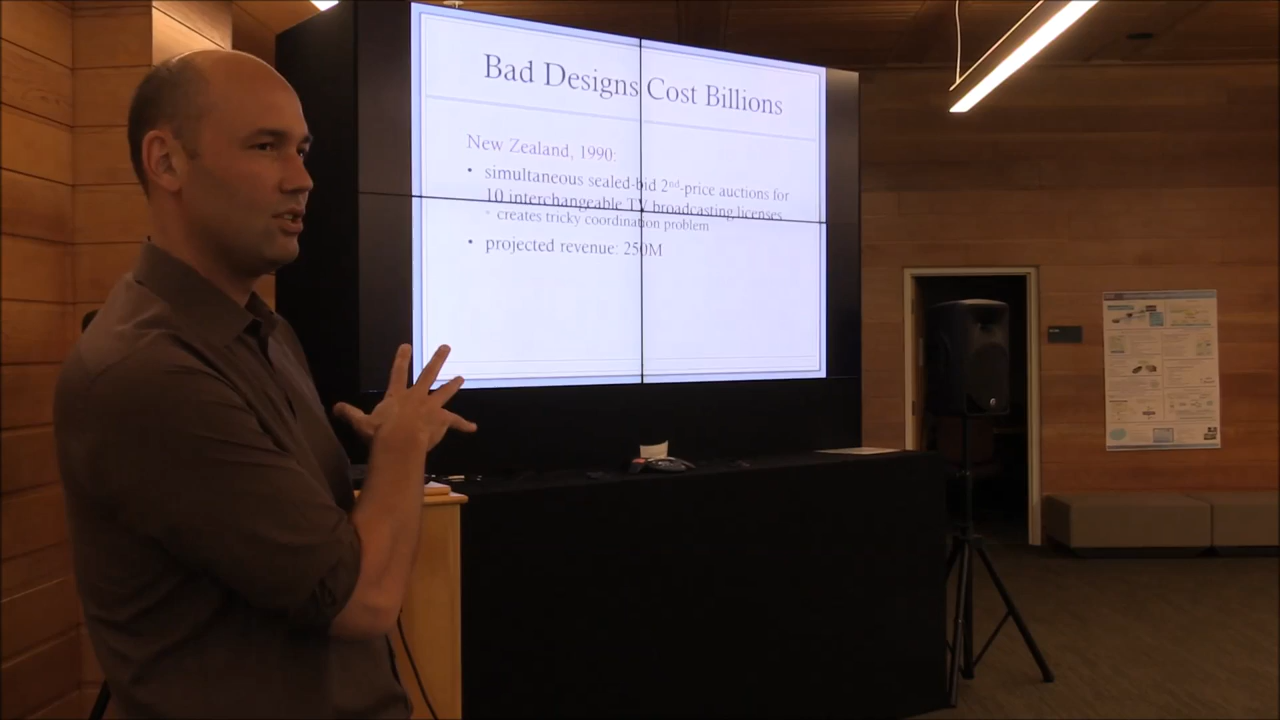 Bad Designs Cost Billions
New Zealand, 1990:
• simultaneous sealed-bid 2nd-price auctions for
10 interchangeable TV broadcasting licenses
◦ creates tricky coordination problem
• projected revenue: 250M